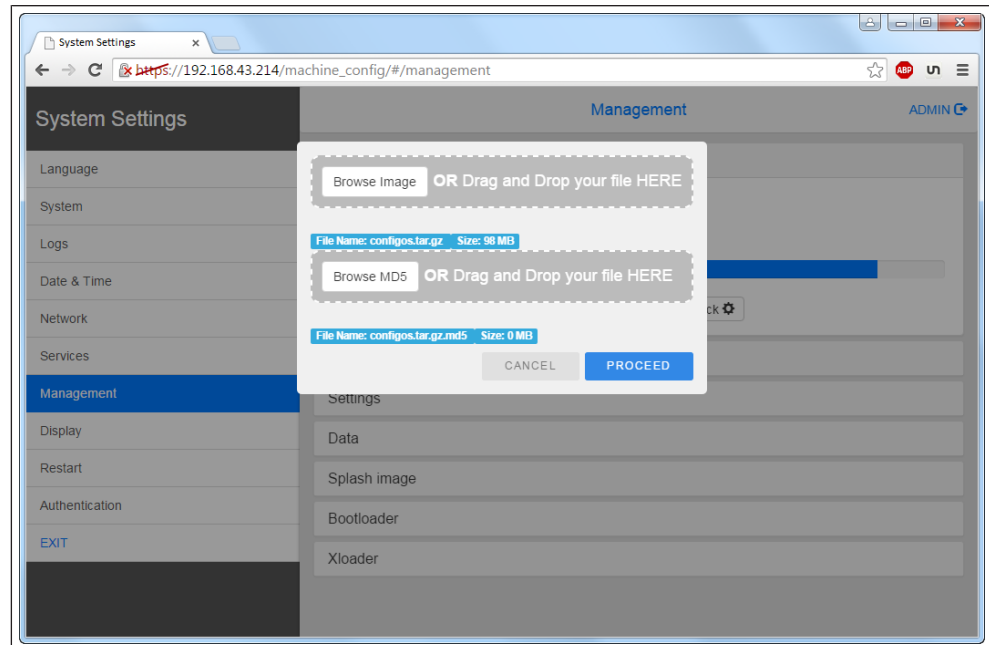 System Settings
https://192.168.43.214/machine_config/#/management
ABP
System Settings
Management
ADMIN
Language
System
Logs
Date & Time
Network
Services
Management
Display
Restart
Authentication
EXIT
Browse Image OR Drag and Drop your file HERE
File Name: configos.tar.gz Size: 98 MB
Browse MD5 OR Drag and Drop your file HERE
File Name: configos.tar.gz.md5 Size: 0 MB
CANCEL PROCEED
Settings
Data
Splash image
Bootloader
Xloader